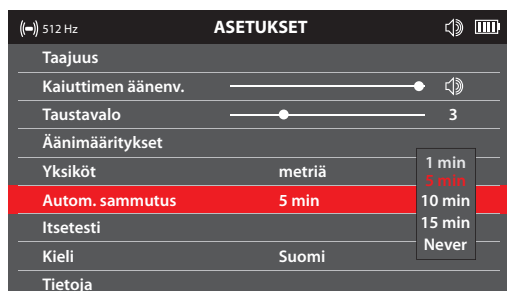 512 Hz ASETUKSET
Taajuus
Kaiuttimen äänenv.
Taustavalo 3
Äänimääritykset
Yksiköt metriä
Autom. sammutus 5 min
Itsetesti
Kieli Suomi
Tietoja
1 min
5 min
10 min
15 min
Never